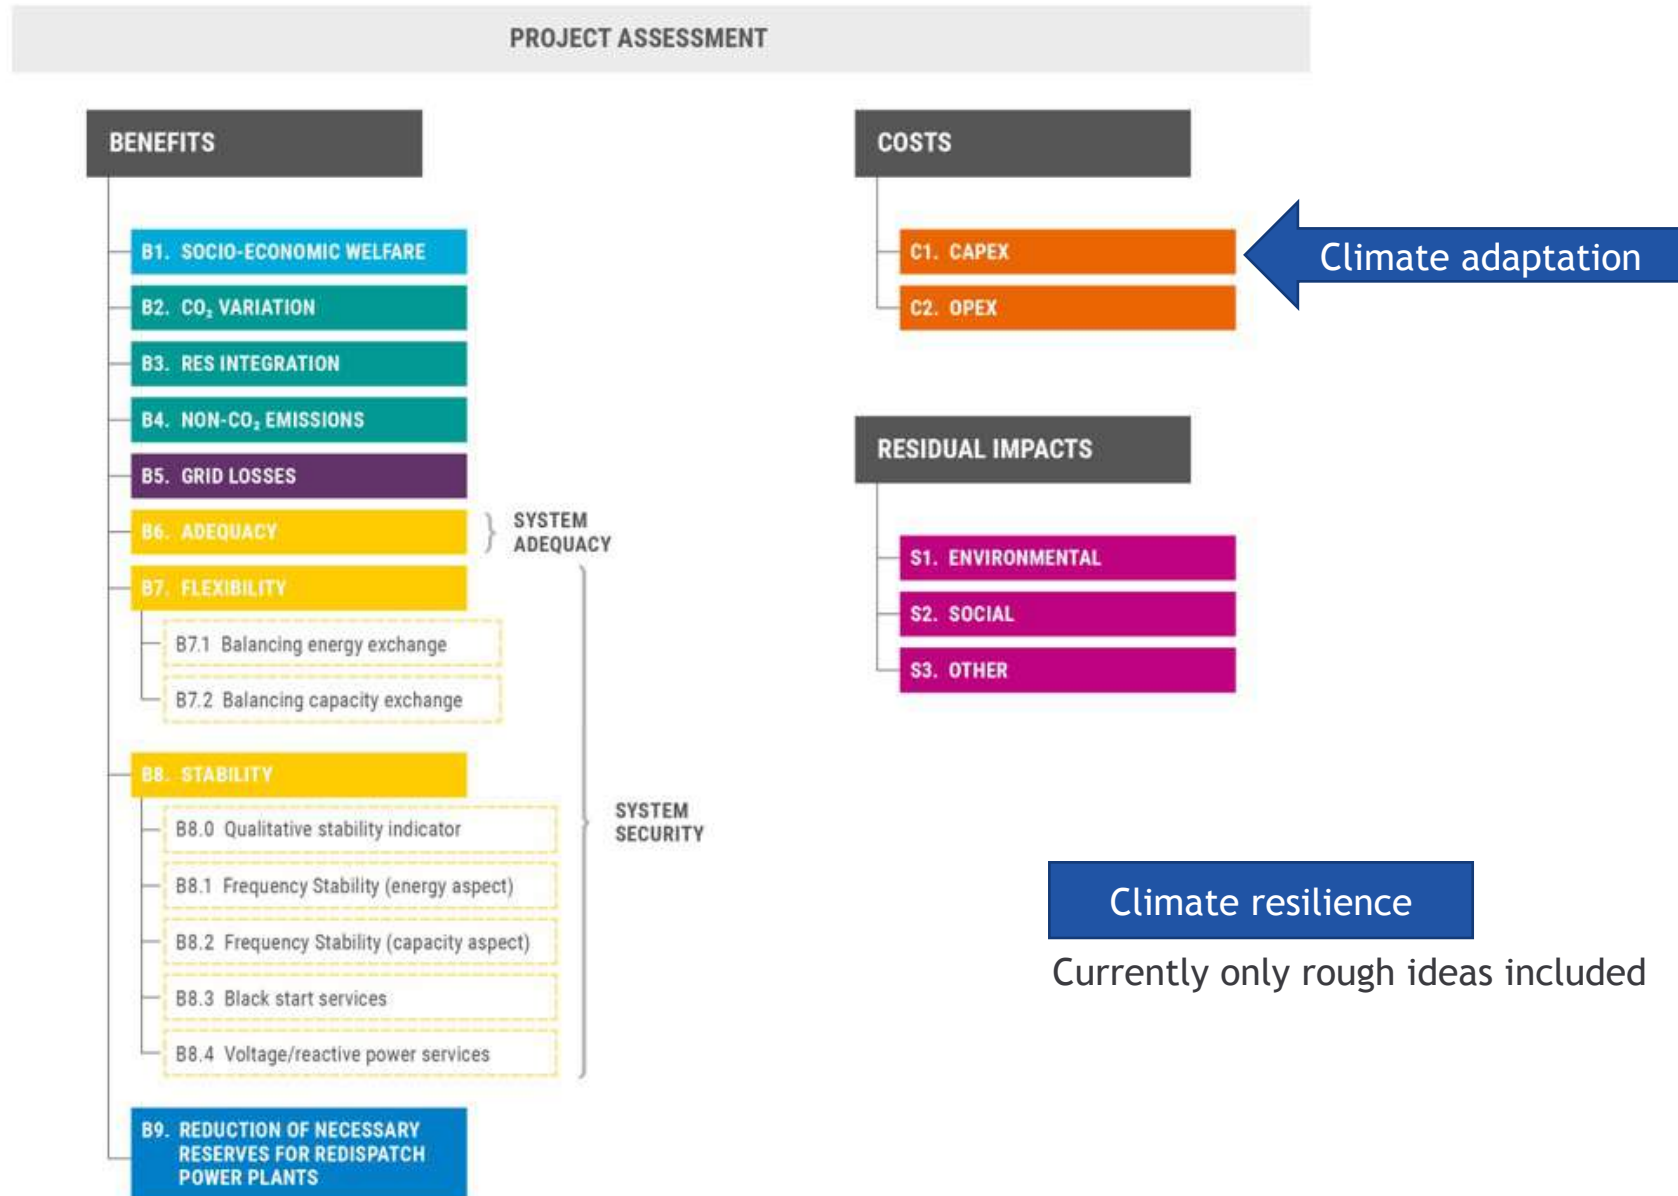 PROJECT ASSESSMENT
BENEFITS
B1. SOCIO-ECONOMIC WELFARE
B2. CO₂ VARIATION
B3. RES INTEGRATION
B4. NON-CO₂ EMISSIONS
B5. GRID LOSSES
B6. ADEQUACY
SYSTEM
ADEQUACY
B7. FLEXIBILITY
B7.1 Balancing energy exchange
B7.2 Balancing capacity exchange
B8. STABILITY
B8.0 Qualitative stability indicator
B8.1 Frequency Stability (energy aspect)
B8.2 Frequency Stability (capacity aspect)
B8.3 Black start services
B8.4 Voltage/reactive power services
SYSTEM
SECURITY
B9. REDUCTION OF NECESSARY
RESERVES FOR REDISPATCH
POWER PLANTS
COSTS
C1. CAPEX
C2. OPEX
Climate adaptation
RESIDUAL IMPACTS
S1. ENVIRONMENTAL
S2. SOCIAL
S3. OTHER
Climate resilience
Currently only rough ideas included